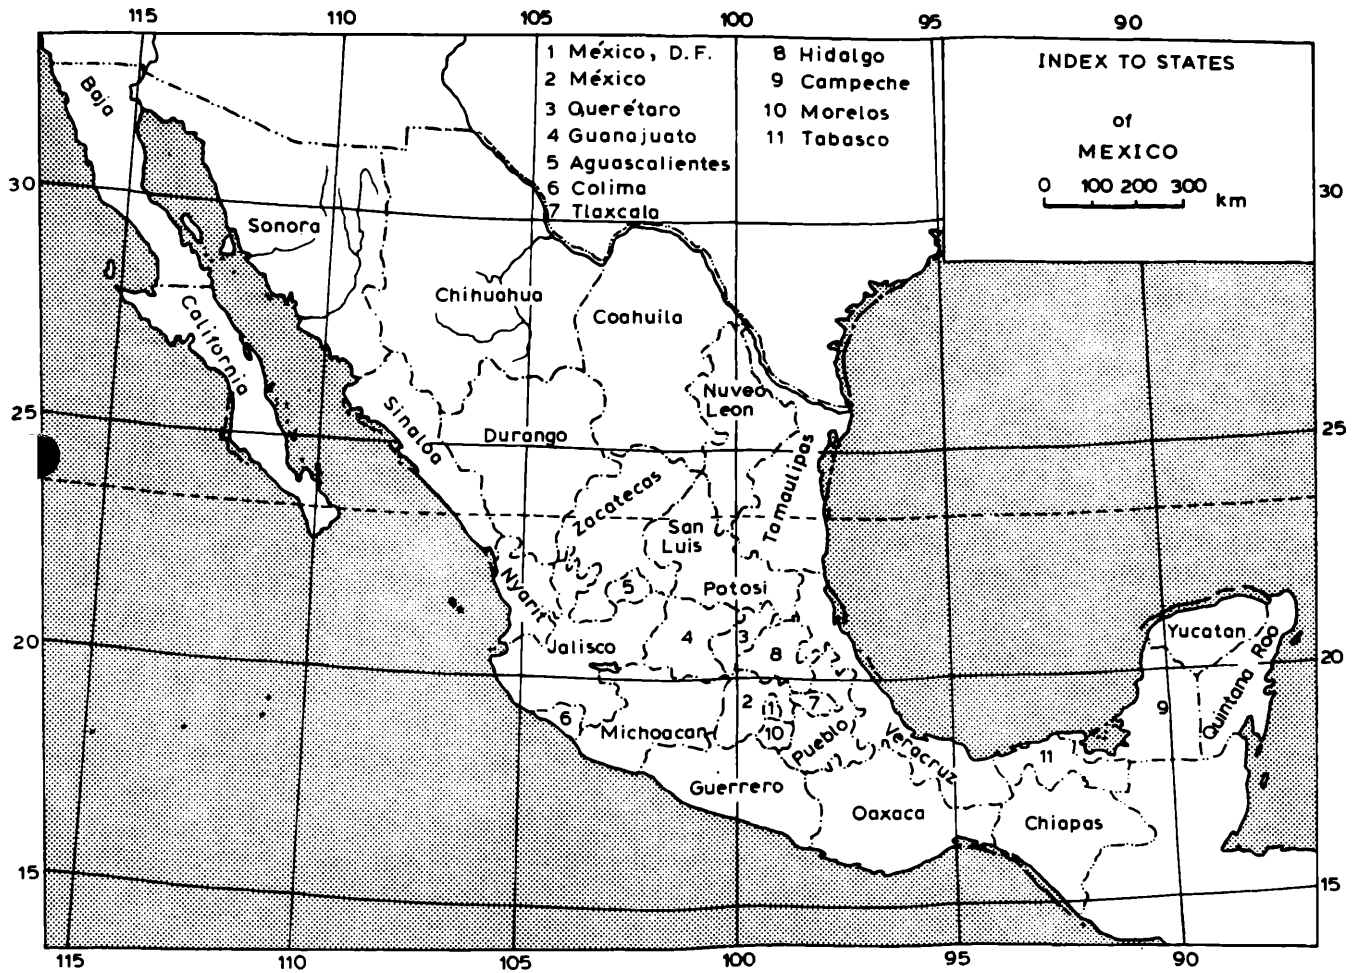 115 110 105 100 95 90
1 México, D.F.
2 México
3 Querétaro
4 Guanajuato
5 Aguascalientes
6 Colima
7 Tlaxcala
8 Hidalgo
9 Campeche
10 Morelos
11 Tabasco
INDEX TO STATES
of
MEXICO
0 100 200 300 km
30 30
Baja
California
Sonora
Chihuahua
Coahuila
Nuveo
Leon
25 25
Sinaloa
Durango
Tamaulipas
Zacatecas
San
Luis
Potosi
Nyarit
5
20 20
Jalisco
4
3
8
Yucatan
Quintana Roo
9
6
Michoacan
2
(1)
7
10
Pueblo
Veracruz
11
Guerrero
Oaxaca
Chiapas
15 15
115 110 105 100 95 90